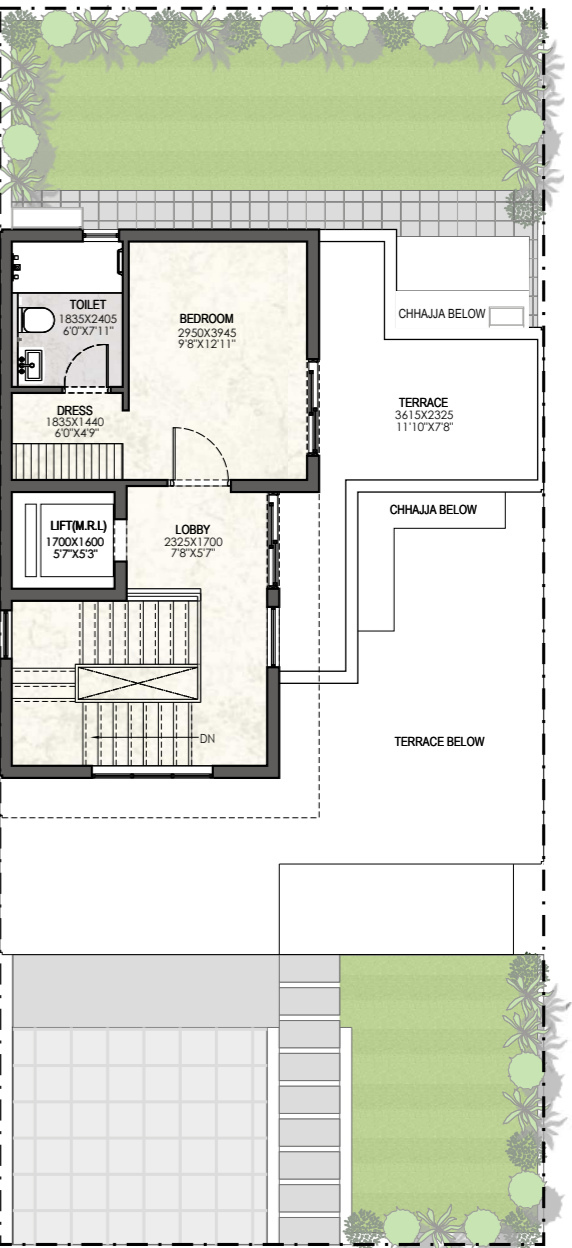 TOILET
1835X2405
6'0"X7'11"
BEDROOM
2950X3945
9'8"X12'11"
CHHAJJA BELOW
TERRACE
3615X2325
11'10"X7'8"
DRESS
1835X1440
6'0"X4'9"
CHHAJJA BELOW
LIFT(M.R.L)
1700X1600
5'7"X5'3"
LOBBY
2325X1700
7'8"X5'7"
DN
TERRACE BELOW